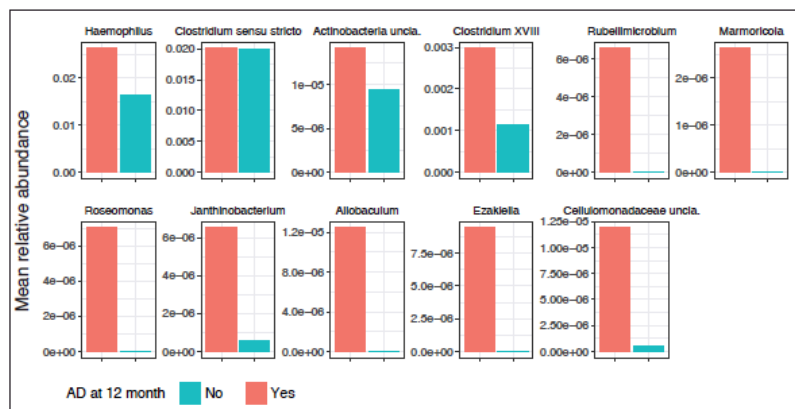 Haemophilus
0.02
0.01
0.00
Clostridium sensu stricto
0.020
0.015
0.010
0.005
0.000
Actinobacteria uncla.
1e−05
5e−06
0e+00
Clostridium XVIII
0.003
0.002
0.001
0.000
Rubellimicrobium
6e−06
4e−06
2e−06
0e+00
Marmoricola
2e−06
1e−06
0e+00
Mean relative abundance
Roseomonas
6e−06
4e−06
2e−06
0e+00
Janthinobacterium
6e−06
4e−06
2e−06
0e+00
Allobaculum
1.2e−05
8.0e−06
4.0e−06
0.0e+00
Ezakiella
7.5e−06
5.0e−06
2.5e−06
0.0e+00
Cellulomonadaceae uncla.
1.25e−05
1.00e−05
7.50e−06
5.00e−06
2.50e−06
0.00e+00
AD at 12 month No Yes